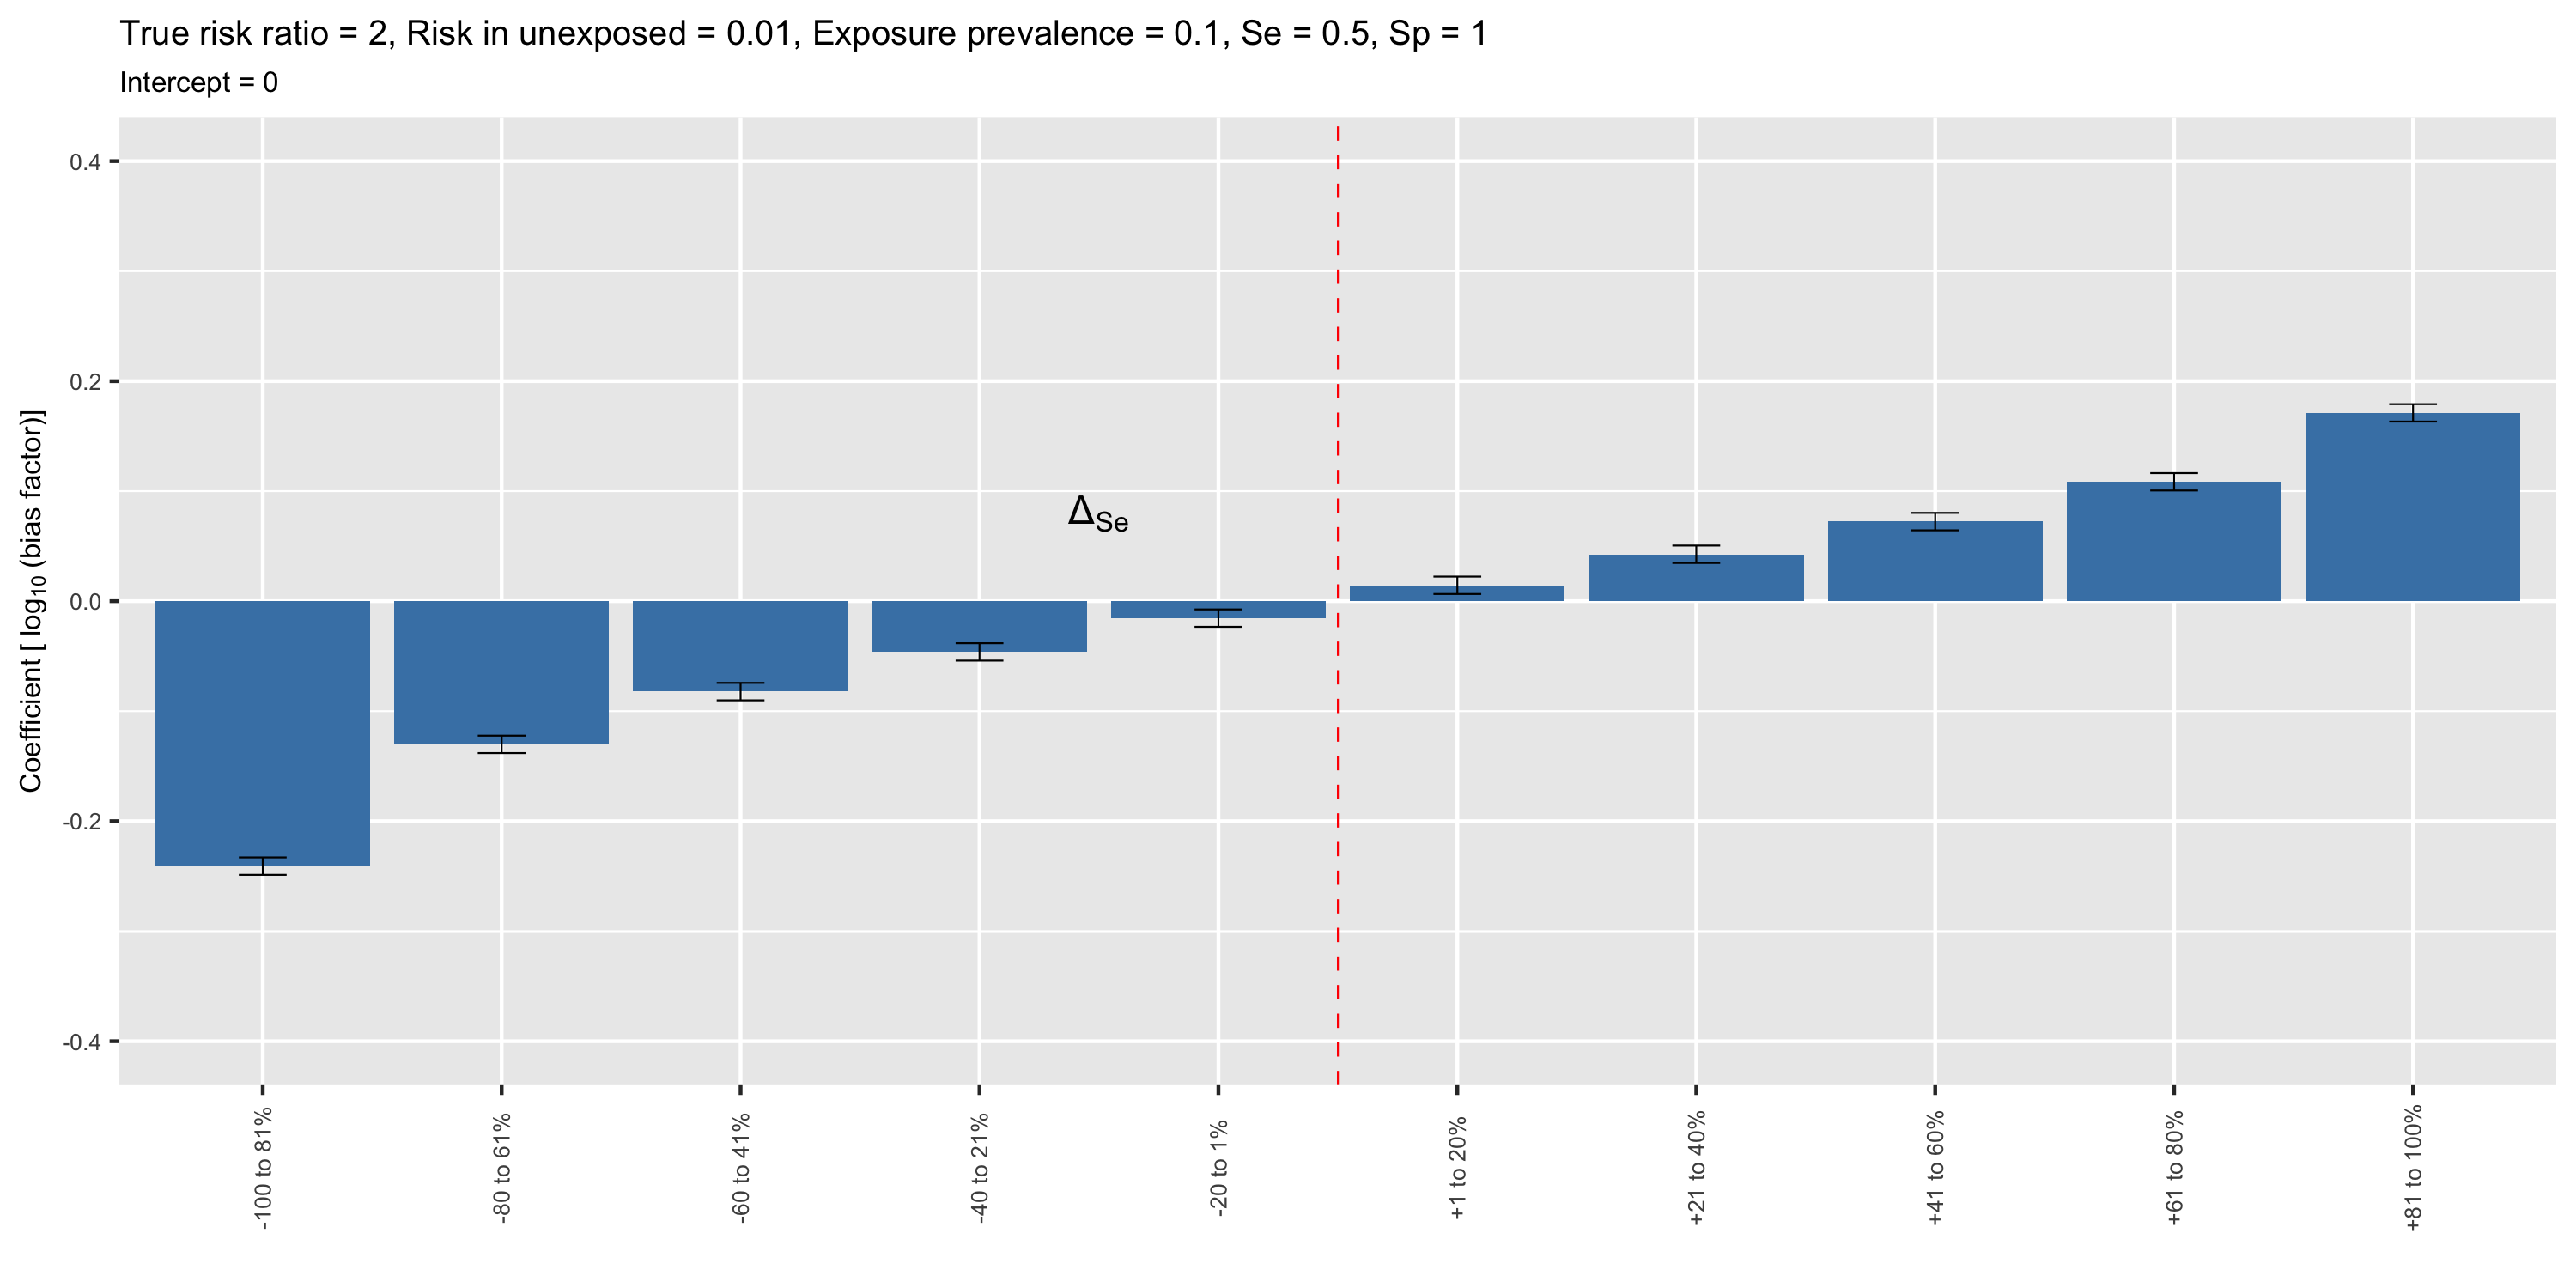 True risk ratio = 2, Risk in unexposed = 0.01, Exposure prevalence = 0.1, Se = 0.5, Sp = 1
Intercept = 0
Coefficient [ log₁₀ (bias factor)]
0.4
0.2
0.0
-0.2
-0.4
Δ_Se
-100 to 81%
-80 to 61%
-60 to 41%
-40 to 21%
-20 to 1%
+1 to 20%
+21 to 40%
+41 to 60%
+61 to 80%
+81 to 100%